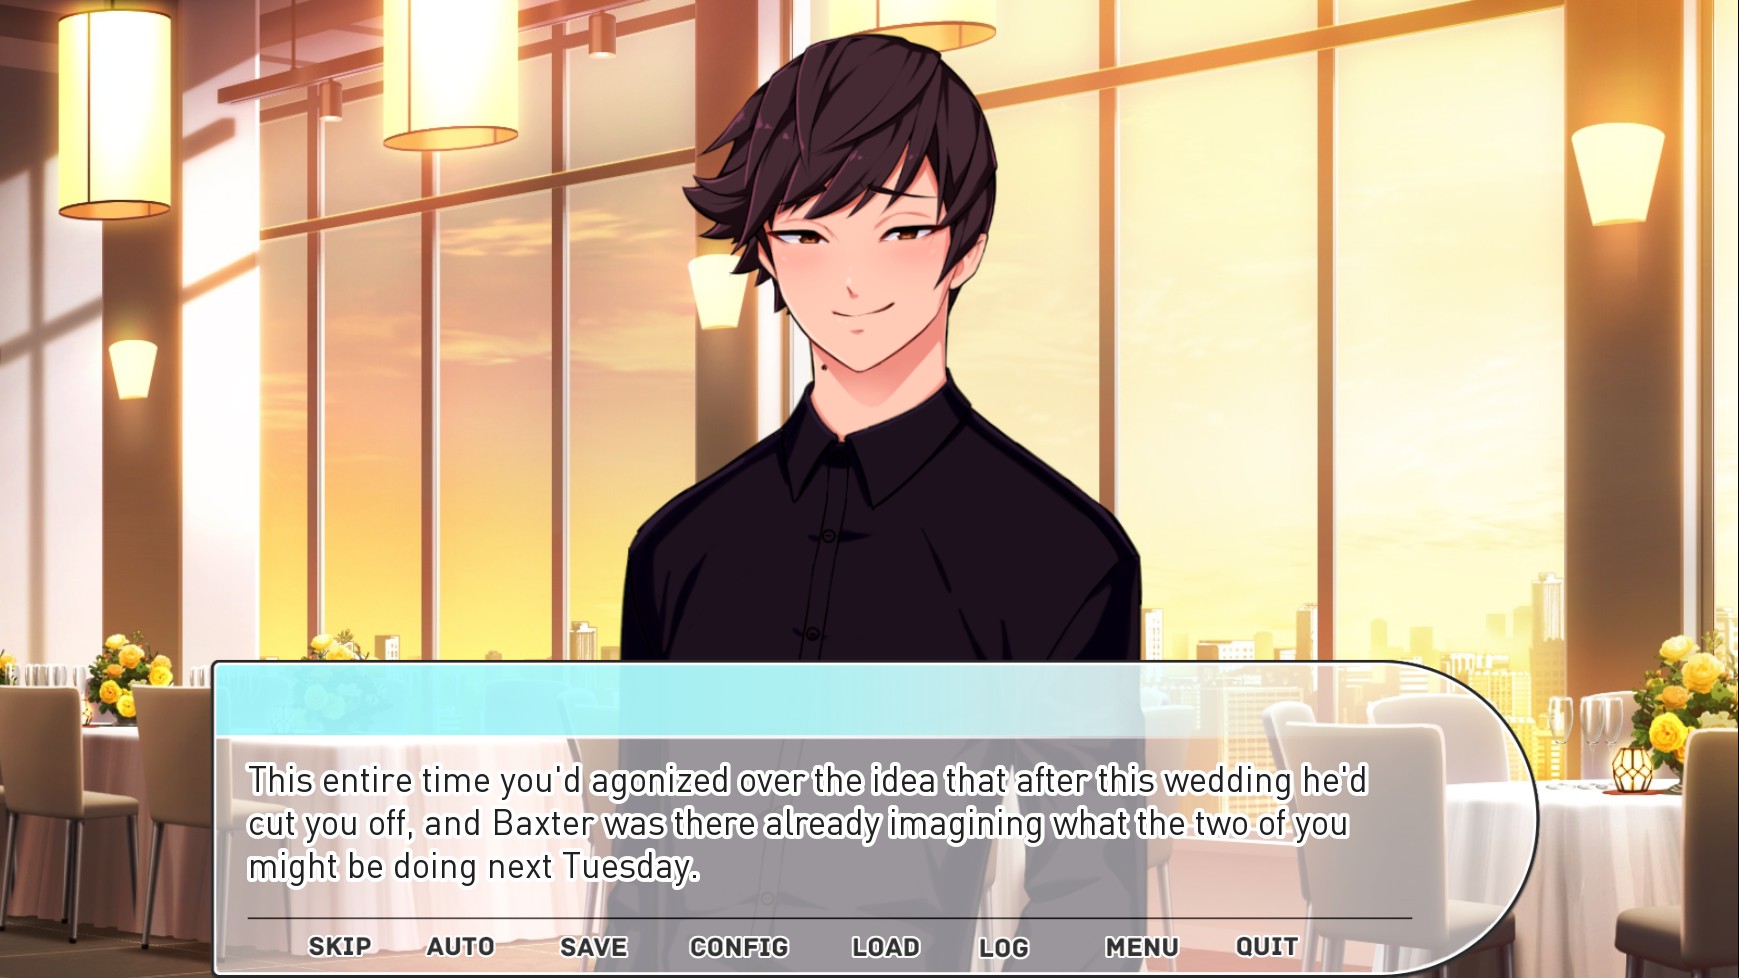 This entire time you'd agonized over the idea that after this wedding he'd
cut you off, and Baxter was there already imagining what the two of you
might be doing next Tuesday.
SKIP AUTO SAVE CONFIG LOAD LOG MENU QUIT